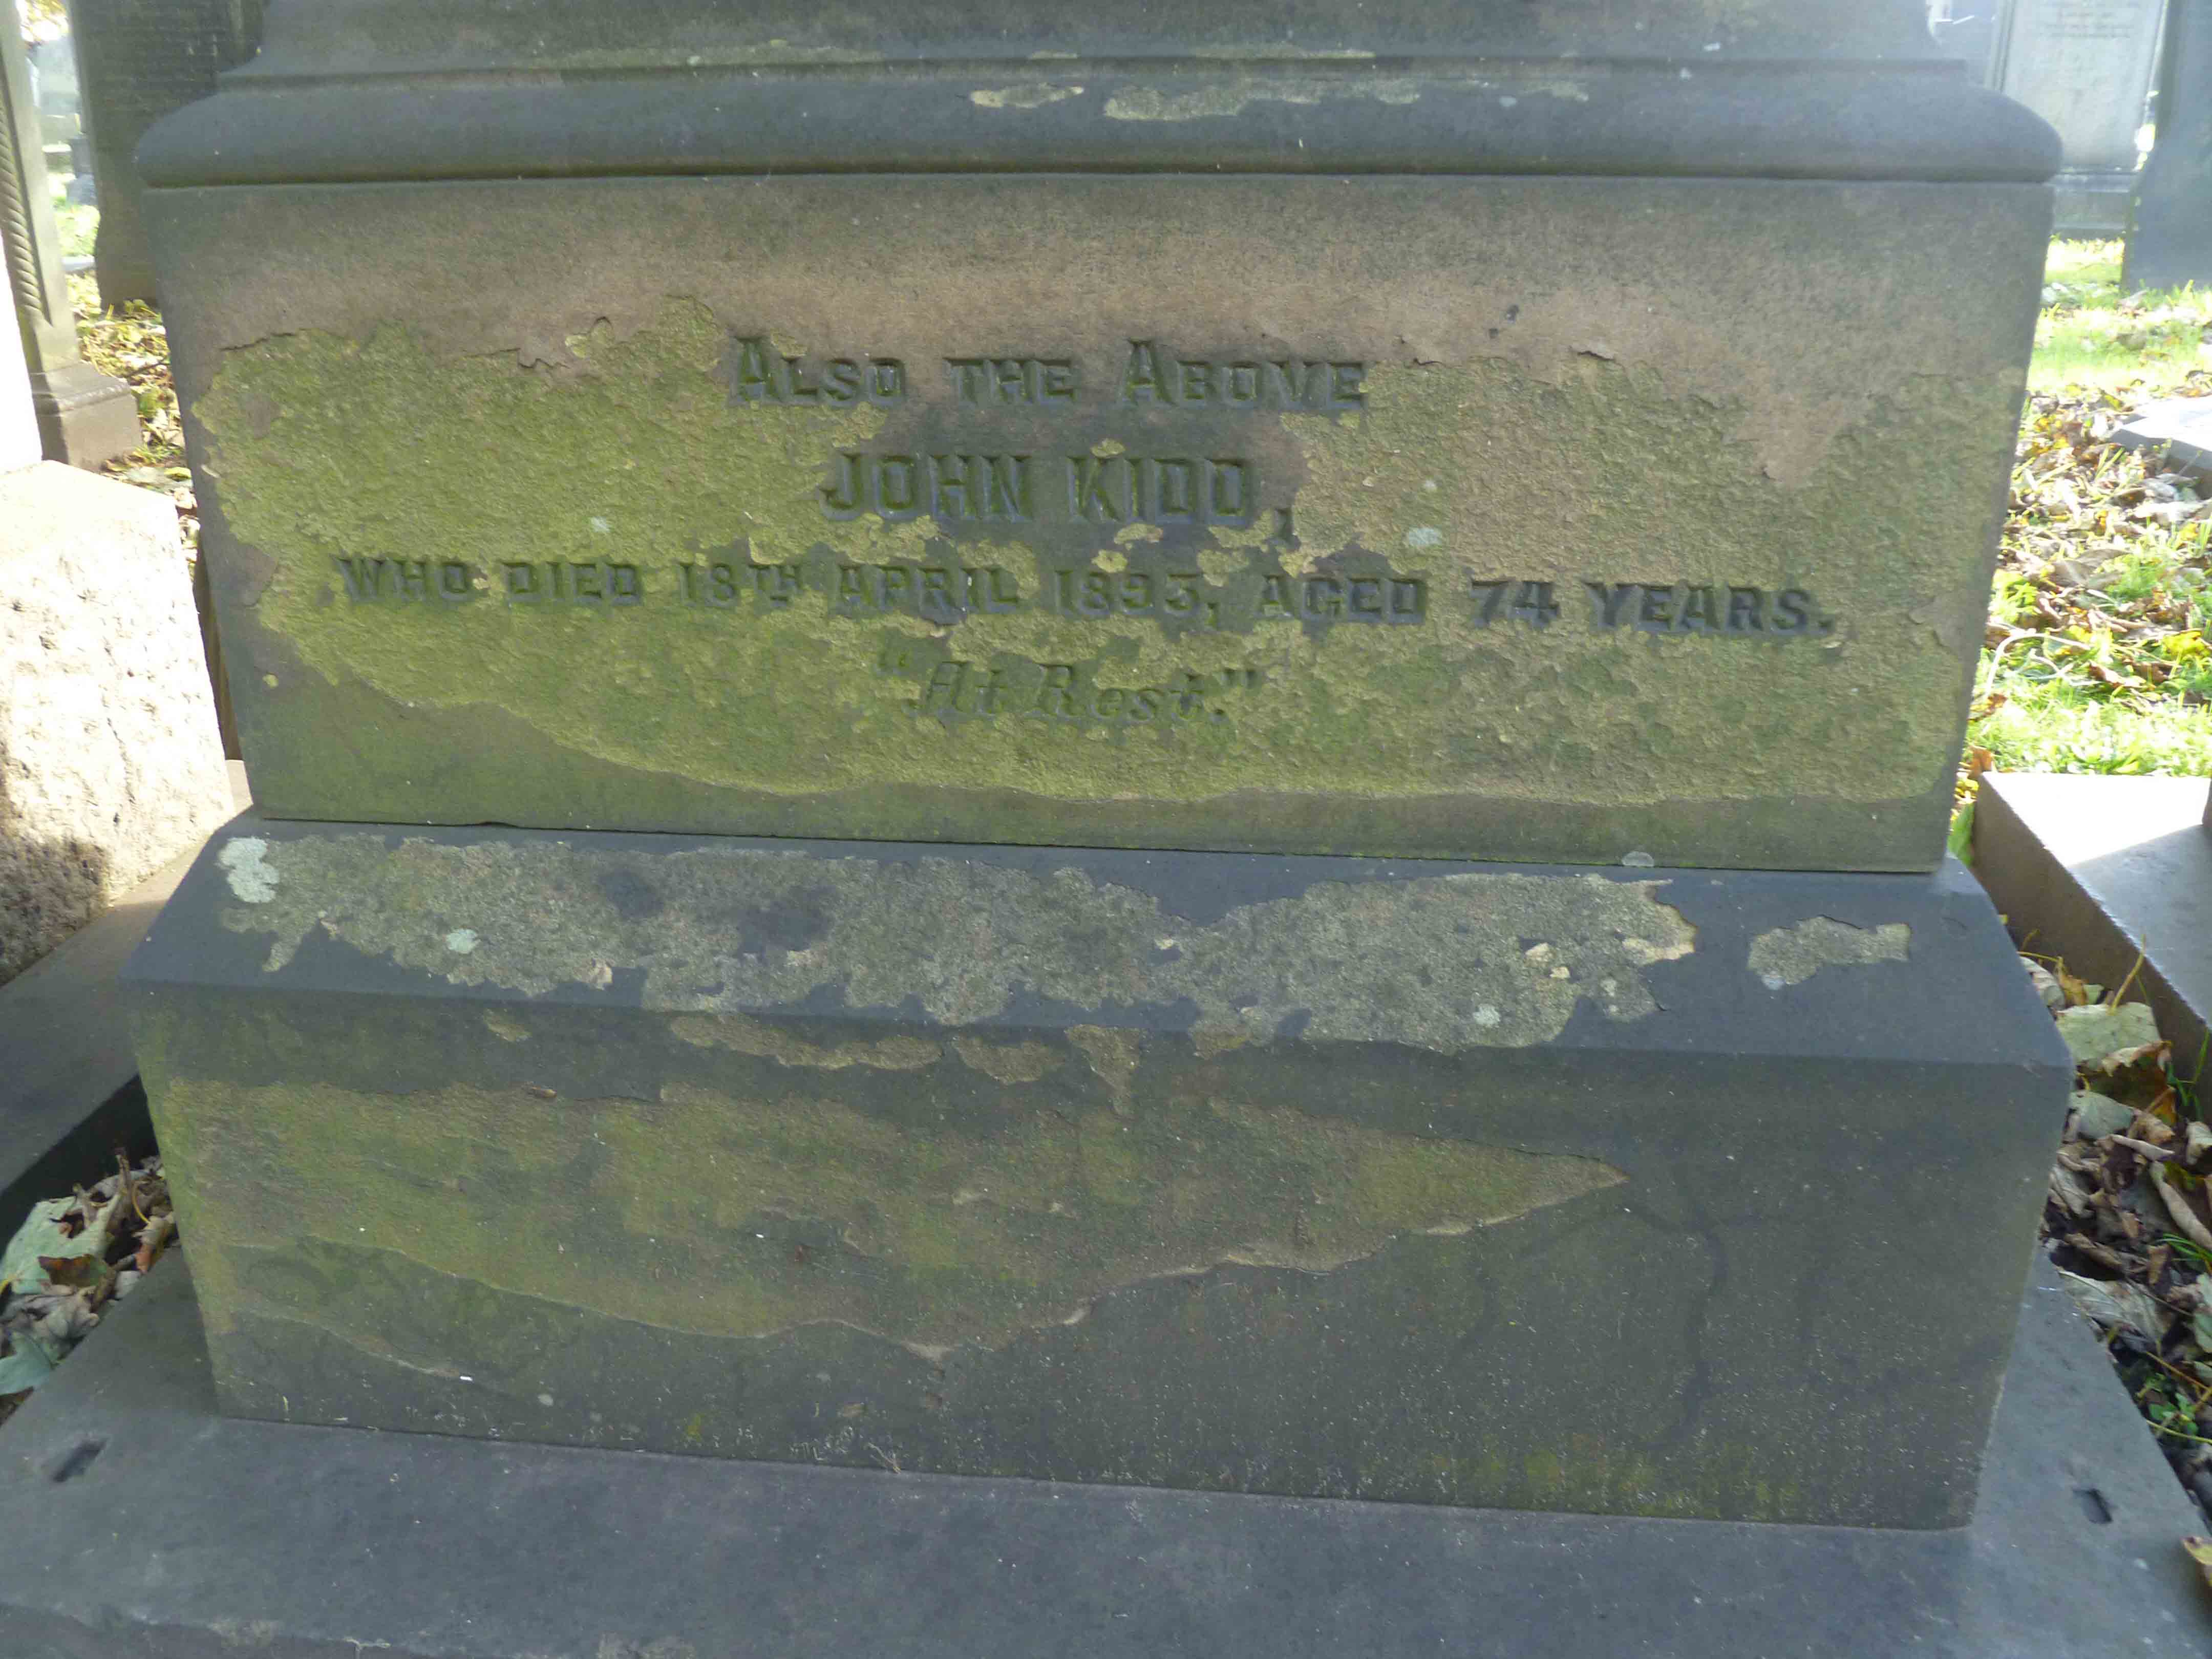 ALSO THE ABOVE
JOHN KIDD,
WHO DIED 18TH APRIL 1893, AGED 74 YEARS.
"At Rest."